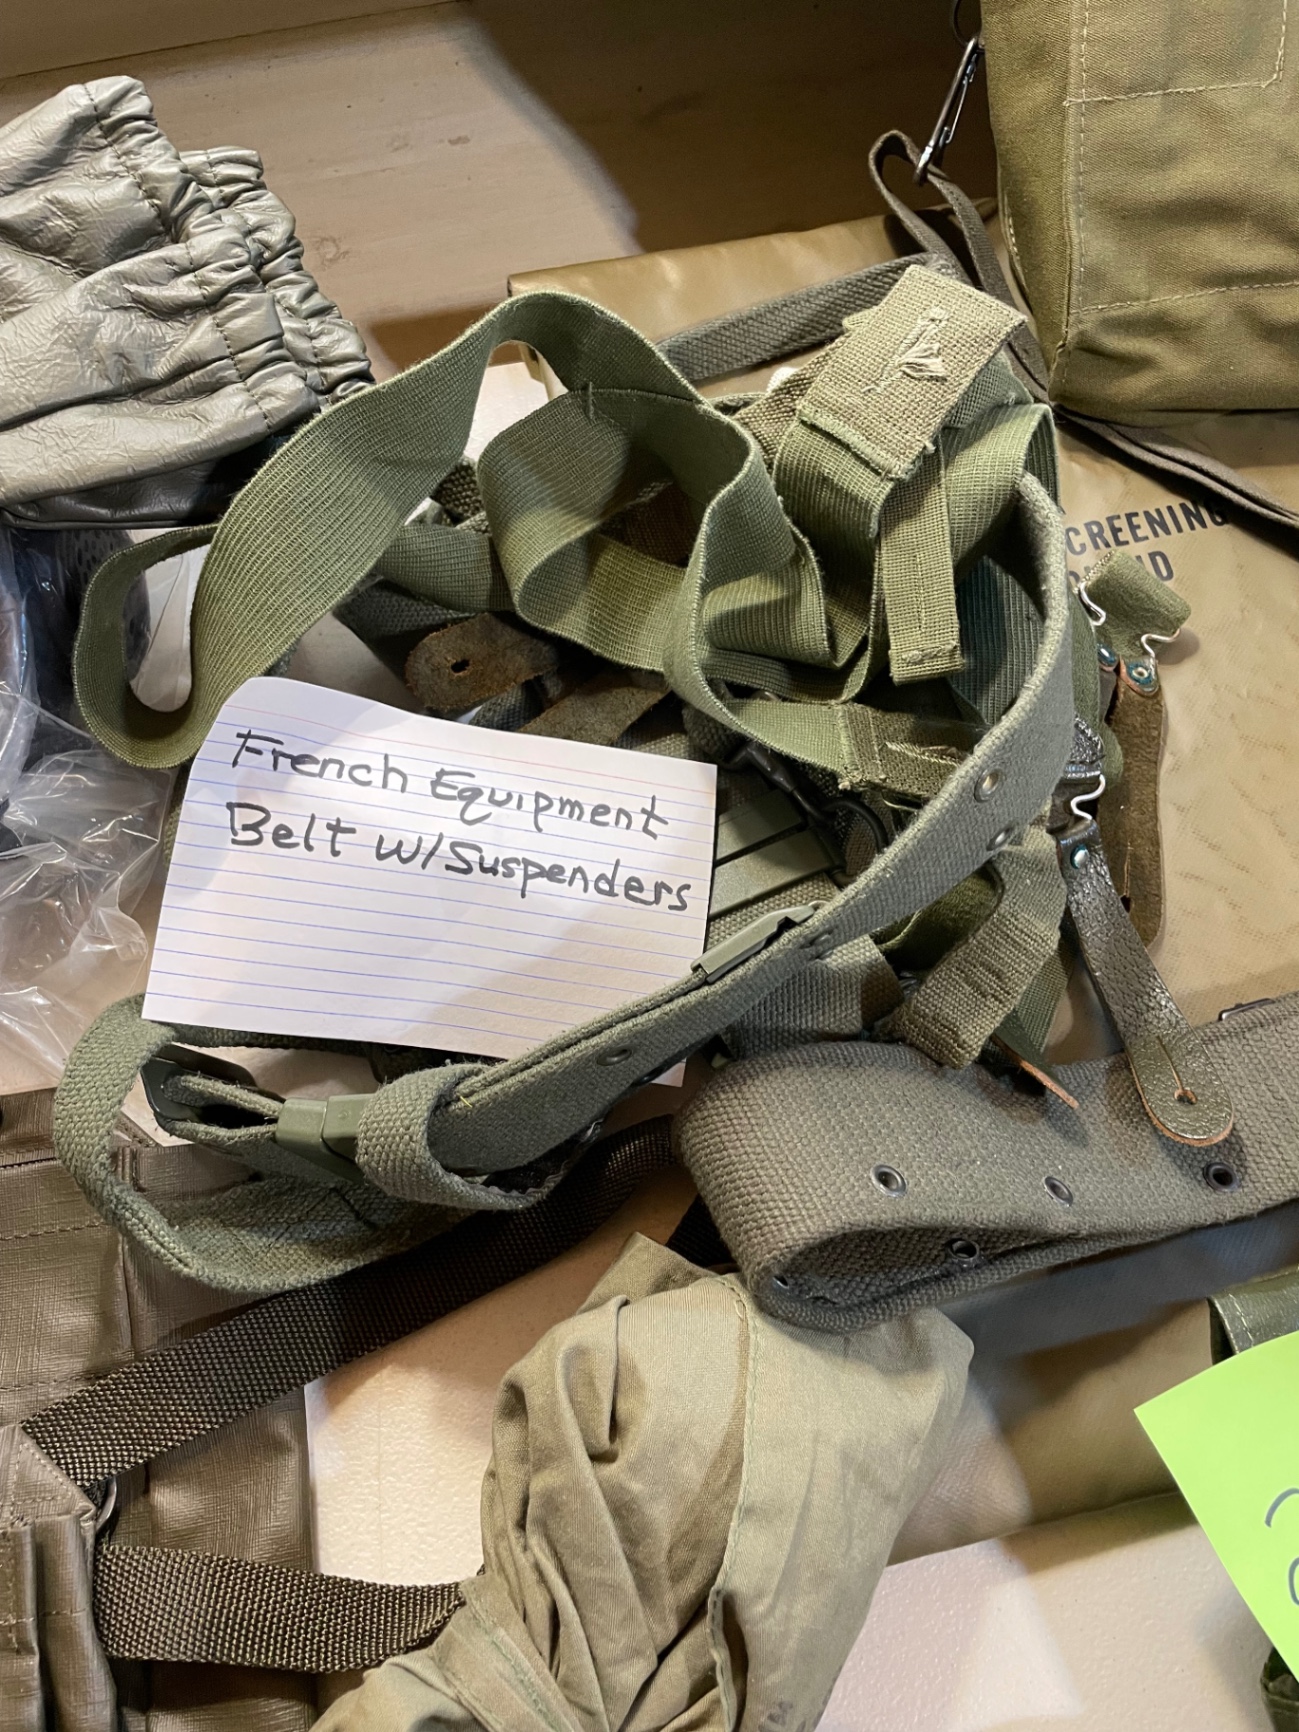 French Equipment
Belt w/Suspenders
CREENING